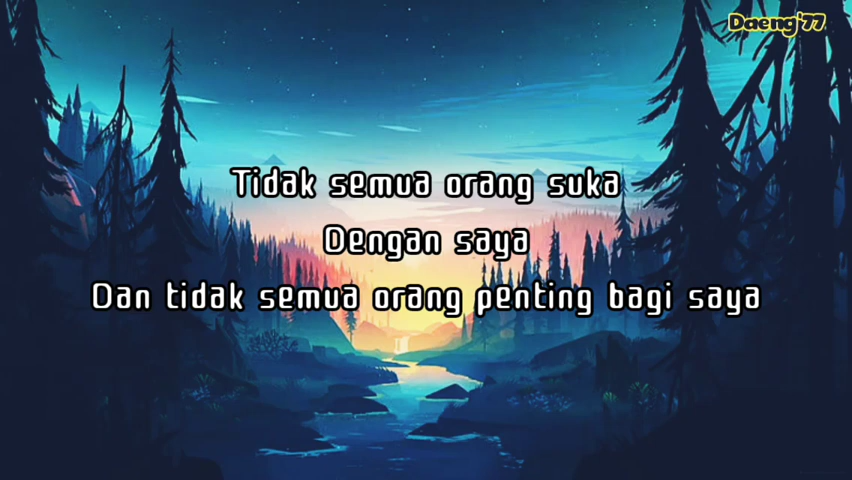 Daeng'77
Tidak semua orang suka
Dengan saya
Dan tidak semua orang penting bagi saya